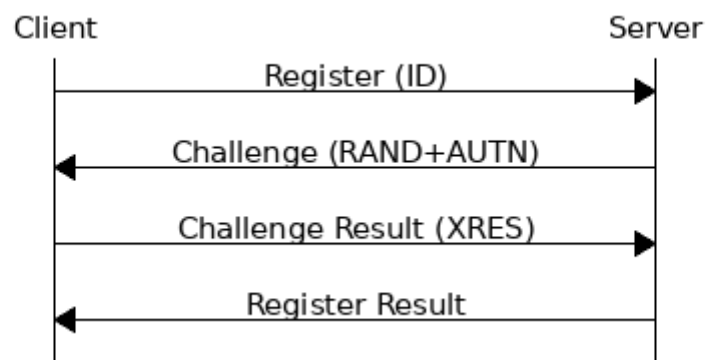 Client Server
Register (ID)
Challenge (RAND+AUTN)
Challenge Result (XRES)
Register Result